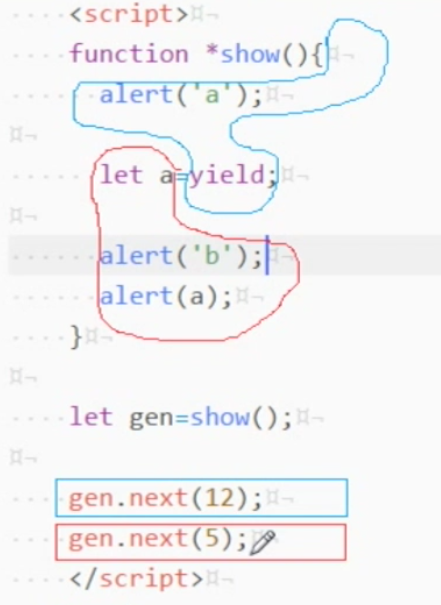 <script>
function *show(){
alert('a');
let a=yield;
alert('b');
alert(a);
}
let gen=show();
gen.next(12);
gen.next(5);
</script>